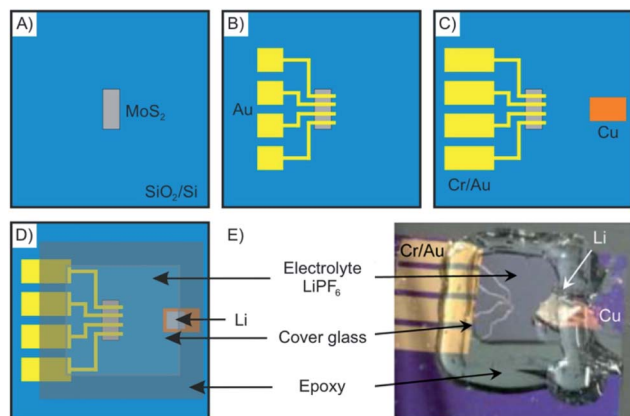 A)
MoS₂
SiO₂/Si
B)
Au
C)
Cu
Cr/Au
D)
E)
Electrolyte
LiPF₆
Li
Cover glass
Epoxy
Cr/Au
Li
Cu